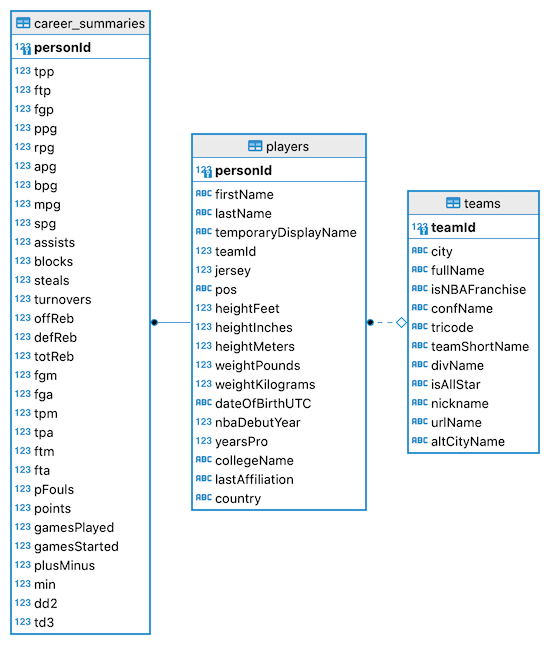 career_summaries
123 personId
123 tpp
123 ftp
123 fgp
123 ppg
123 rpg
123 apg
123 bpg
123 mpg
123 spg
123 assists
123 blocks
123 steals
123 turnovers
123 offReb
123 defReb
123 totReb
123 fgm
123 fga
123 tpm
123 tpa
123 ftm
123 fta
123 pFouls
123 points
123 gamesPlayed
123 gamesStarted
123 plusMinus
123 min
123 dd2
123 td3
players
123 personId
ABC firstName
ABC lastName
ABC temporaryDisplayName
123 teamId
123 jersey
ABC pos
123 heightFeet
123 heightInches
123 heightMeters
123 weightPounds
123 weightKilograms
ABC dateOfBirthUTC
123 nbaDebutYear
123 yearsPro
ABC collegeName
ABC lastAffiliation
ABC country
teams
123 teamId
ABC city
ABC fullName
ABC isNBAFranchise
ABC confName
ABC tricode
ABC teamShortName
ABC divName
ABC isAllStar
ABC nickname
ABC urlName
ABC altCityName